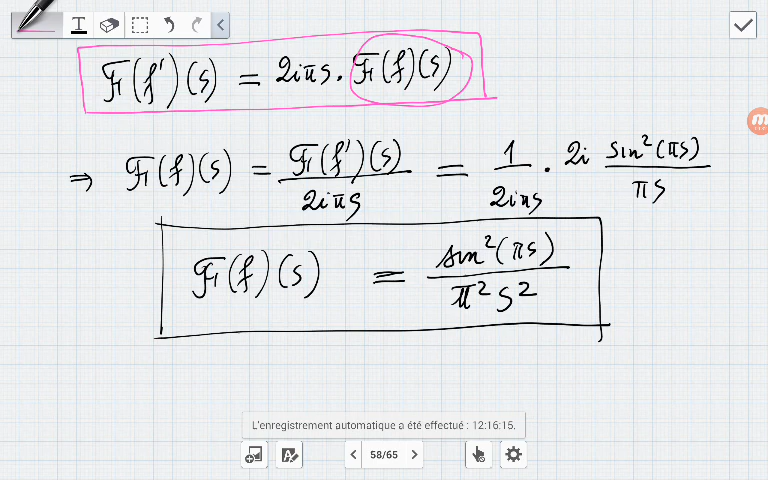 T
F(f')(s) = 2iπs · F(f)(s)
⇒ F(f)(s) = F(f')(s) / 2iπs = 1 / 2iπs · 2i sin²(πs) / πs
F(f)(s) = sin²(πs) / π²s²
L'enregistrement automatique a été effectué : 12:16:15.
58/65